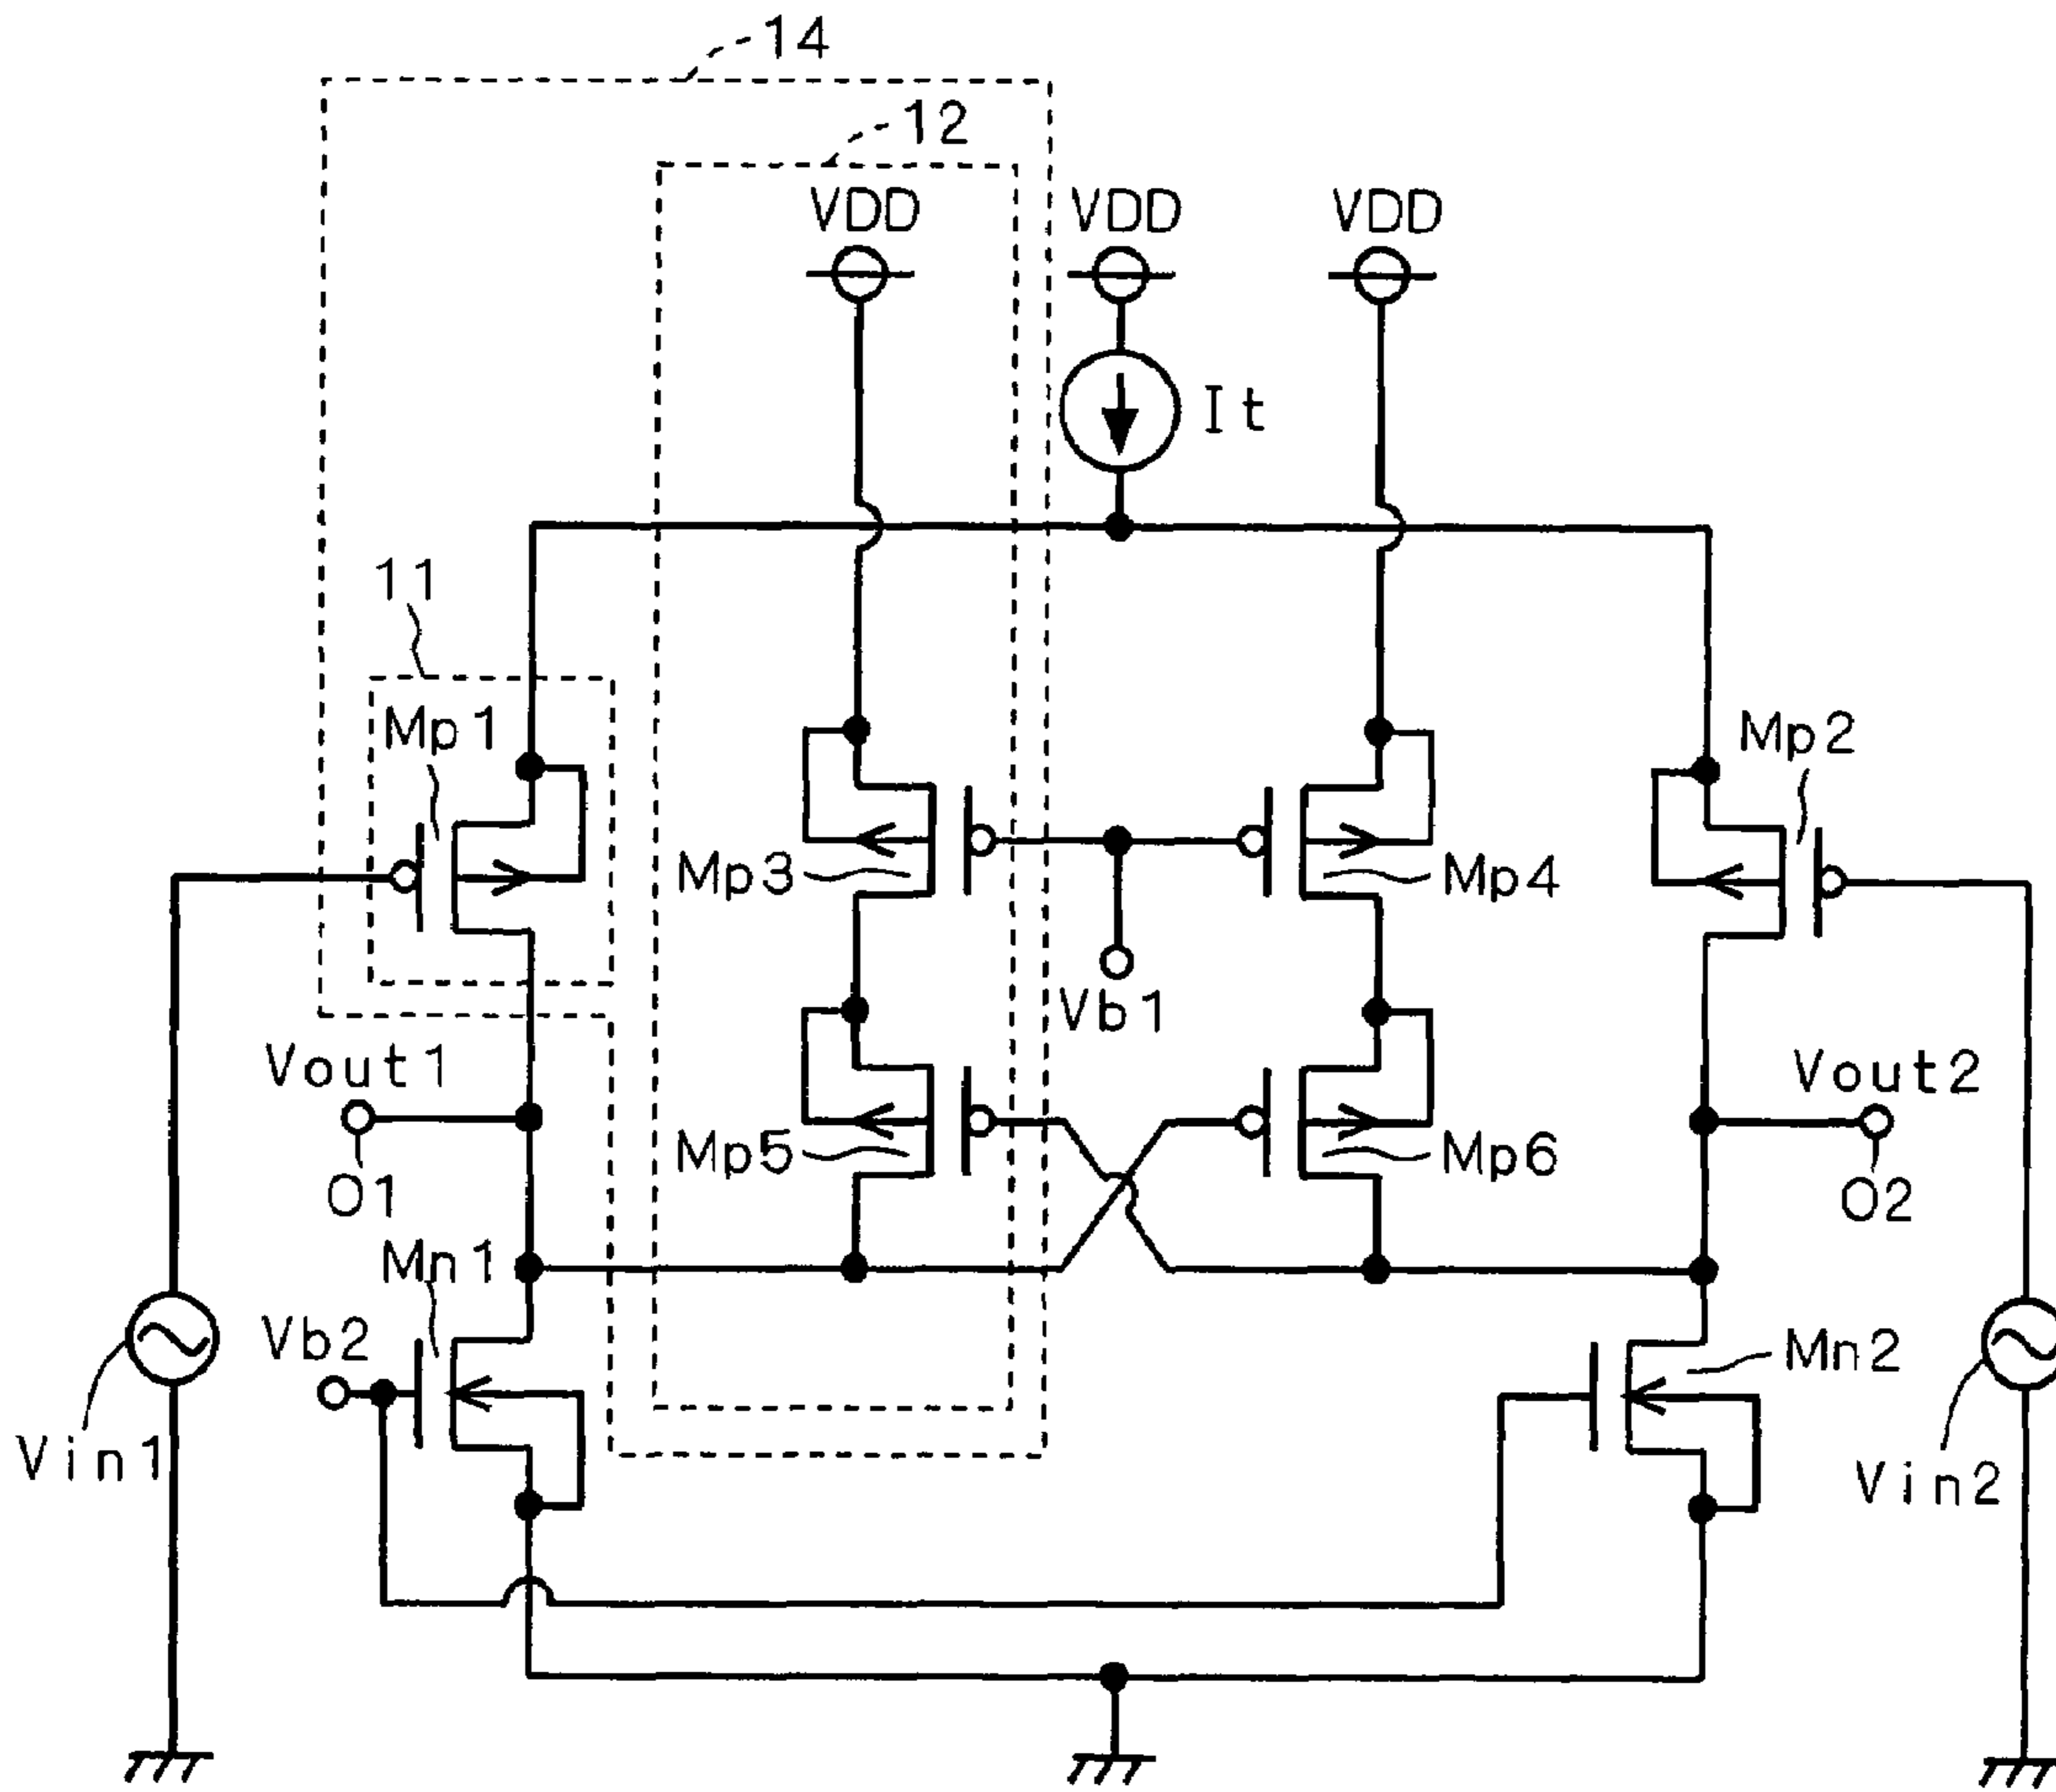 14
12
VDD
VDD
VDD
It
11
Mp1
Mp2
Mp3
Mp4
Vb1
Vout1
Vout2
Mp5
Mp6
O1
O2
Mn1
Vb2
Mn2
Vin1
Vin2